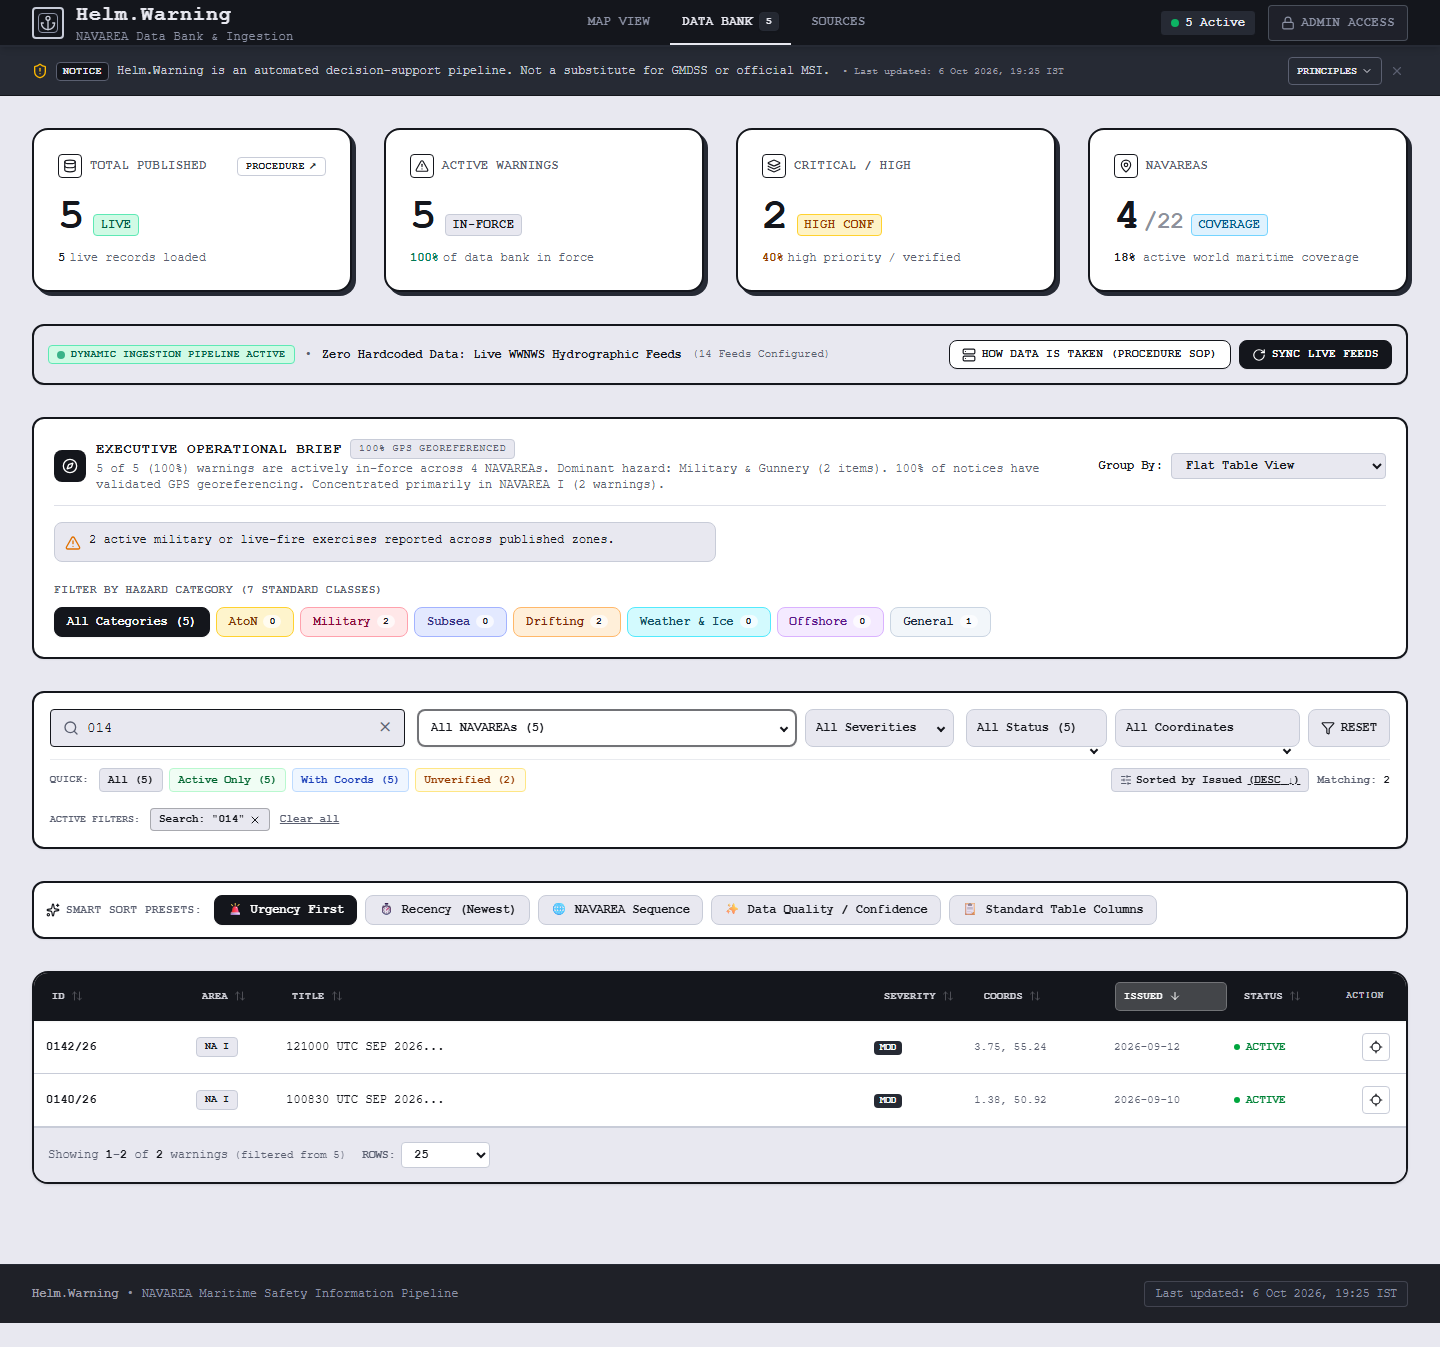 Helm.Warning
NAVAREA Data Bank & Ingestion
MAP VIEW
DATA BANK 5
SOURCES
5 Active
ADMIN ACCESS
NOTICE Helm.Warning is an automated decision-support pipeline. Not a substitute for GMDSS or official MSI. • Last updated: 6 Oct 2026, 19:25 IST
PRINCIPLES
TOTAL PUBLISHED
PROCEDURE ↗
5 LIVE
5 live records loaded
ACTIVE WARNINGS
5 IN-FORCE
100% of data bank in force
CRITICAL / HIGH
2 HIGH CONF
40% high priority / verified
NAVAREAS
4 /22 COVERAGE
18% active world maritime coverage
DYNAMIC INGESTION PIPELINE ACTIVE • Zero Hardcoded Data: Live WWNWS Hydrographic Feeds (14 Feeds Configured)
HOW DATA IS TAKEN (PROCEDURE SOP)
SYNC LIVE FEEDS
EXECUTIVE OPERATIONAL BRIEF 100% GPS GEOREFERENCED
5 of 5 (100%) warnings are actively in-force across 4 NAVAREAs. Dominant hazard: Military & Gunnery (2 items). 100% of notices have
validated GPS georeferencing. Concentrated primarily in NAVAREA I (2 warnings).
Group By: Flat Table View
2 active military or live-fire exercises reported across published zones.
FILTER BY HAZARD CATEGORY (7 STANDARD CLASSES)
All Categories (5)
AtoN 0
Military 2
Subsea 0
Drifting 2
Weather & Ice 0
Offshore 0
General 1
014
All NAVAREAs (5)
All Severities
All Status (5)
All Coordinates
RESET
QUICK: All (5) Active Only (5) With Coords (5) Unverified (2)
Sorted by Issued (DESC ↓) Matching: 2
ACTIVE FILTERS: Search: "014" × Clear all
SMART SORT PRESETS: Urgency First Recency (Newest) NAVAREA Sequence Data Quality / Confidence Standard Table Columns
ID AREA TITLE SEVERITY COORDS ISSUED ↓ STATUS ACTION
0142/26 NA I 121000 UTC SEP 2026... MOD 3.75, 55.24 2026-09-12 ACTIVE
0140/26 NA I 100830 UTC SEP 2026... MOD 1.38, 50.92 2026-09-10 ACTIVE
Showing 1-2 of 2 warnings (filtered from 5) ROWS: 25
Helm.Warning • NAVAREA Maritime Safety Information Pipeline
Last updated: 6 Oct 2026, 19:25 IST